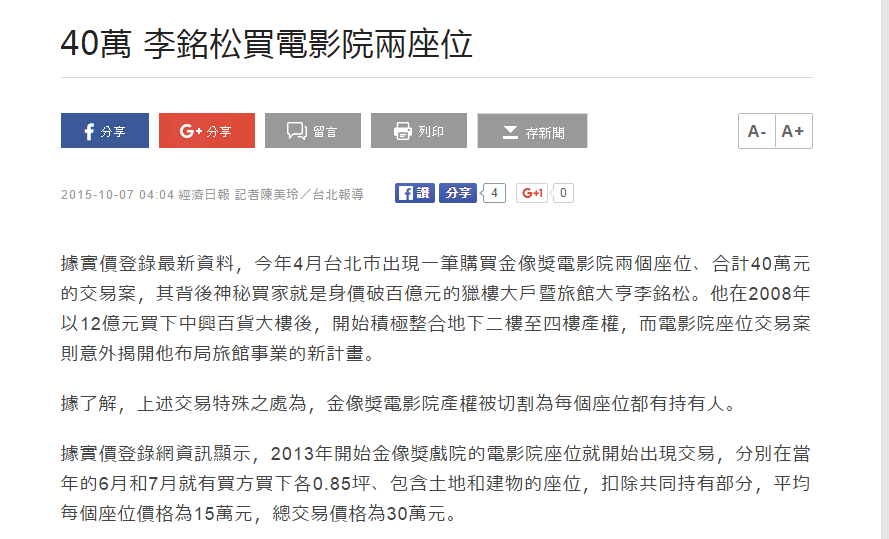 40萬 李銘松買電影院兩座位
分享
G+ 分享
留言
列印
存新聞
A- A+
2015-10-07 04:04 經濟日報 記者陳美玲／台北報導
讚
分享
4
G+1
0
據實價登錄最新資料，今年4月台北市出現一筆購買金像獎電影院兩個座位、合計40萬元
的交易案，其背後神秘買家就是身價破百億元的獵樓大戶暨旅館大亨李銘松。他在2008年
以12億元買下中興百貨大樓後，開始積極整合地下二樓至四樓產權，而電影院座位交易案
則意外揭開他布局旅館事業的新計畫。
據了解，上述交易特殊之處為，金像獎電影院產權被切割為每個座位都有持有人。
據實價登錄網資訊顯示，2013年開始金像獎戲院的電影院座位就開始出現交易，分別在當
年的6月和7月就有買方買下各0.85坪、包含土地和建物的座位，扣除共同持有部分，平均
每個座位價格為15萬元，總交易價格為30萬元。